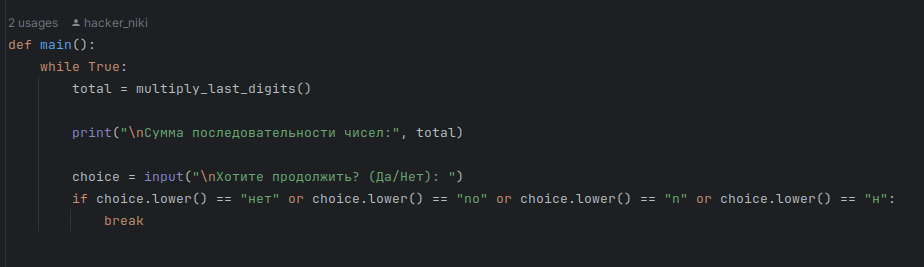 2 usages hacker_niki
def main():
while True:
total = multiply_last_digits()
print("\nСумма последовательности чисел:", total)
choice = input("\nХотите продолжить? (Да/Нет): ")
if choice.lower() == "нет" or choice.lower() == "no" or choice.lower() == "n" or choice.lower() == "н":
break